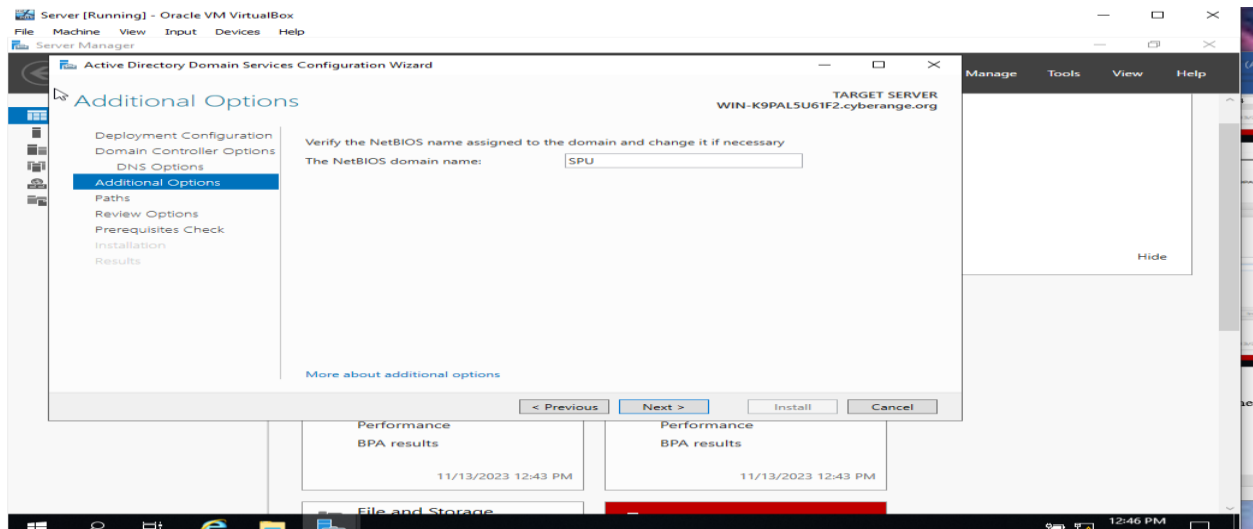 Server [Running] - Oracle VM VirtualBox
File Machine View Input Devices Help
Server Manager
Manage Tools View Help
Active Directory Domain Services Configuration Wizard
Additional Options
TARGET SERVER
WIN-K9PAL5U61F2.cyberange.org
Deployment Configuration
Domain Controller Options
DNS Options
Additional Options
Paths
Review Options
Prerequisites Check
Installation
Results
Verify the NetBIOS name assigned to the domain and change it if necessary
The NetBIOS domain name: SPU
More about additional options
Hide
< Previous Next > Install Cancel
Performance
BPA results
11/13/2023 12:43 PM
Performance
BPA results
11/13/2023 12:43 PM
File and Storage
12:46 PM